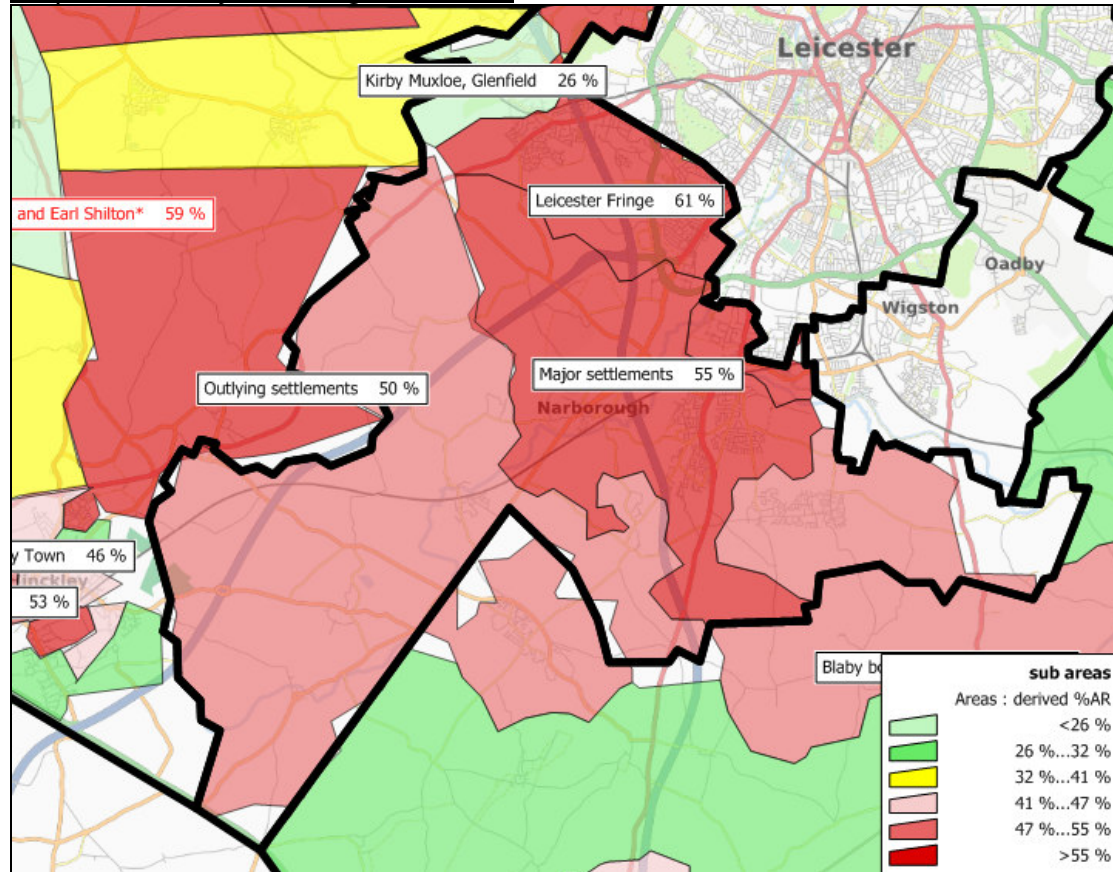 Leicester
Kirby Muxloe, Glenfield 26 %
Leicester Fringe 61 %
and Earl Shilton* 59 %
Oadby
Wigston
Major settlements 55 %
Outlying settlements 50 %
Narborough
y Town 46 %
Hinckley
53 %
Blaby bo
sub areas
Areas : derived %AR
<26 %
26 %...32 %
32 %...41 %
41 %...47 %
47 %...55 %
>55 %